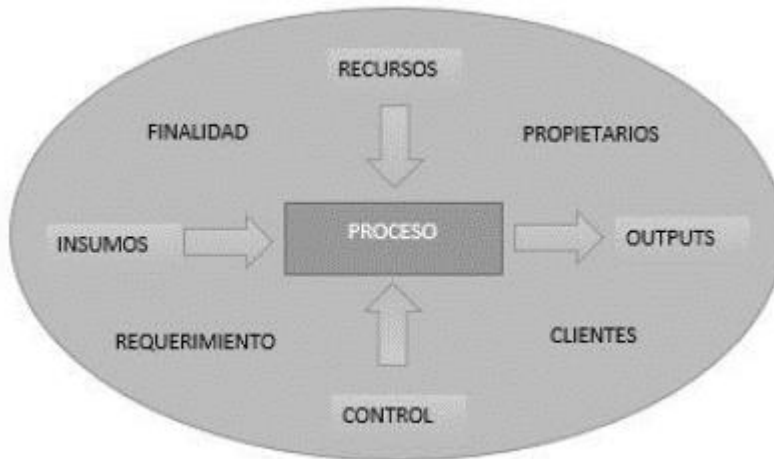 RECURSOS
FINALIDAD
PROPIETARIOS
INSUMOS
PROCESO
OUTPUTS
REQUERIMIENTO
CLIENTES
CONTROL